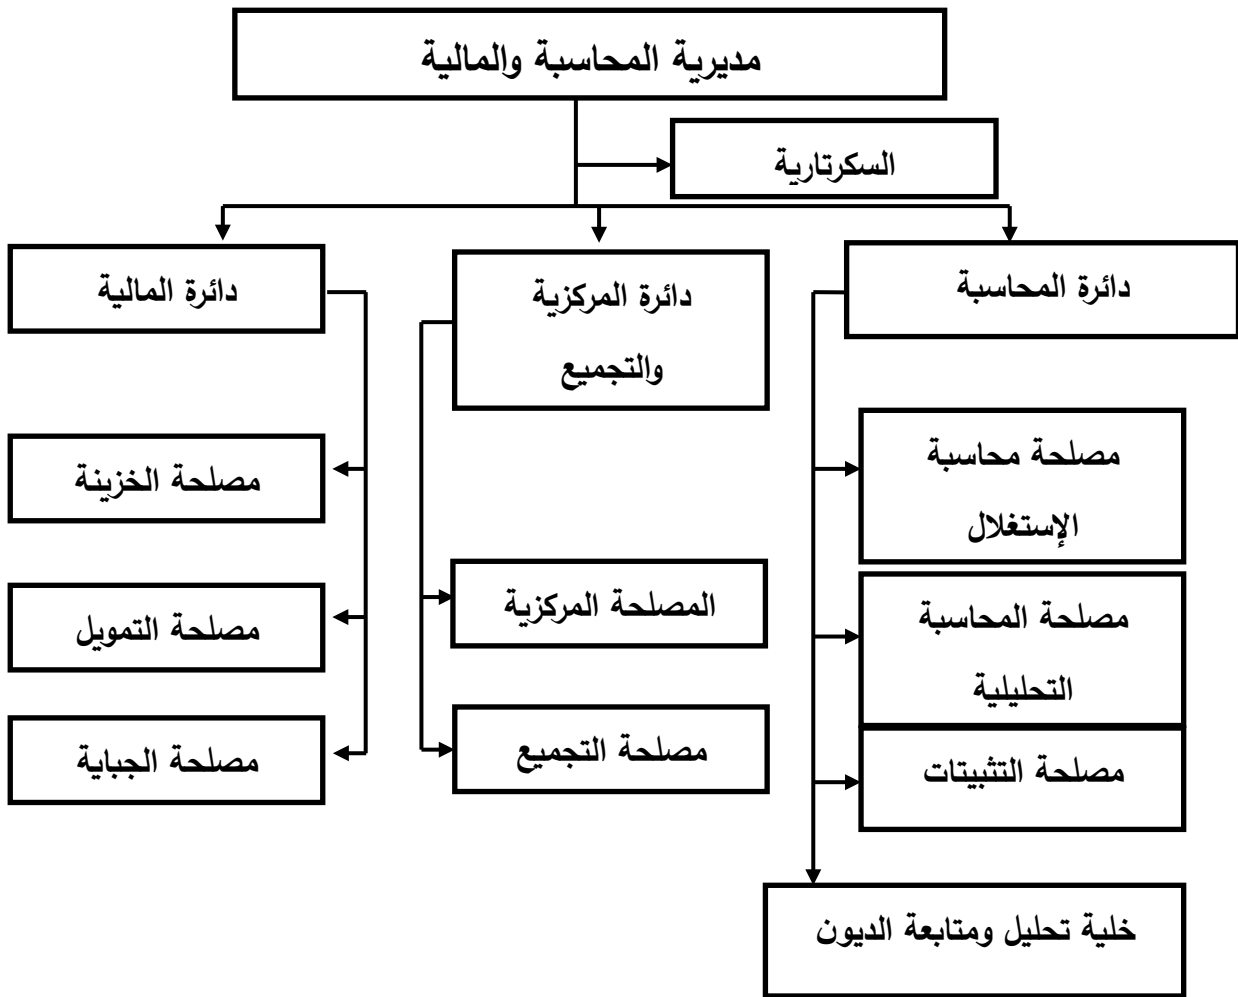 مديرية المحاسبة والمالية
السكرتارية
دائرة المحاسبة
دائرة المركزية
والتجميع
دائرة المالية
مصلحة محاسبة
الإستغلال
مصلحة المحاسبة
التحليلية
مصلحة التثبيتات
خلية تحليل ومتابعة الديون
المصلحة المركزية
مصلحة التجميع
مصلحة الخزينة
مصلحة التمويل
مصلحة الجباية